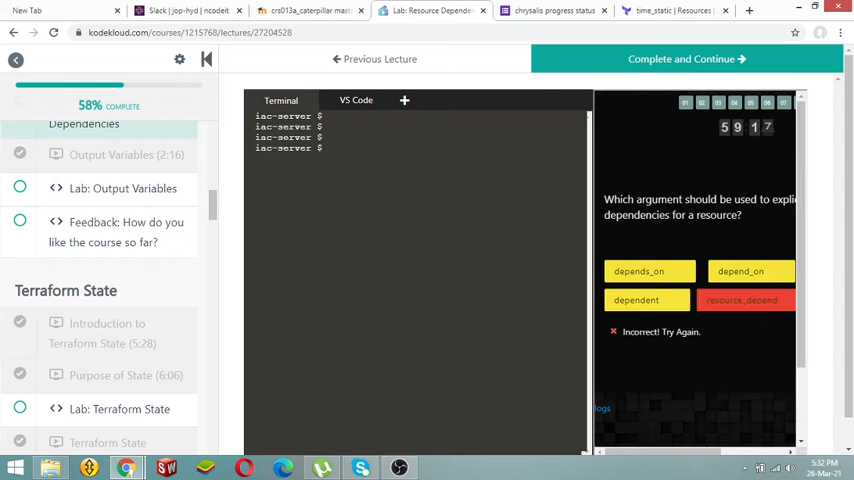 New Tab
Slack | jop-hyd | ncodeit
crs013a_caterpillar mast
Lab: Resource Depende
chrysalis progress status
time_static | Resources |
kodekloud.com/courses/1215768/lectures/27204528
Previous Lecture
Complete and Continue
58% COMPLETE
Dependencies
Output Variables (2:16)
Lab: Output Variables
Feedback: How do you
like the course so far?
Terraform State
Introduction to
Terraform State (5:28)
Purpose of State (6:06)
Lab: Terraform State
Terraform State
Terminal
VS Code
iac-server $
iac-server $
iac-server $
iac-server $
01 02 03 04 05 06 07
59 17
Which argument should be used to explic
dependencies for a resource?
depends_on
depend_on
dependent
resource_depend
Incorrect! Try Again.
logs
5:32 PM
26-Mar-21